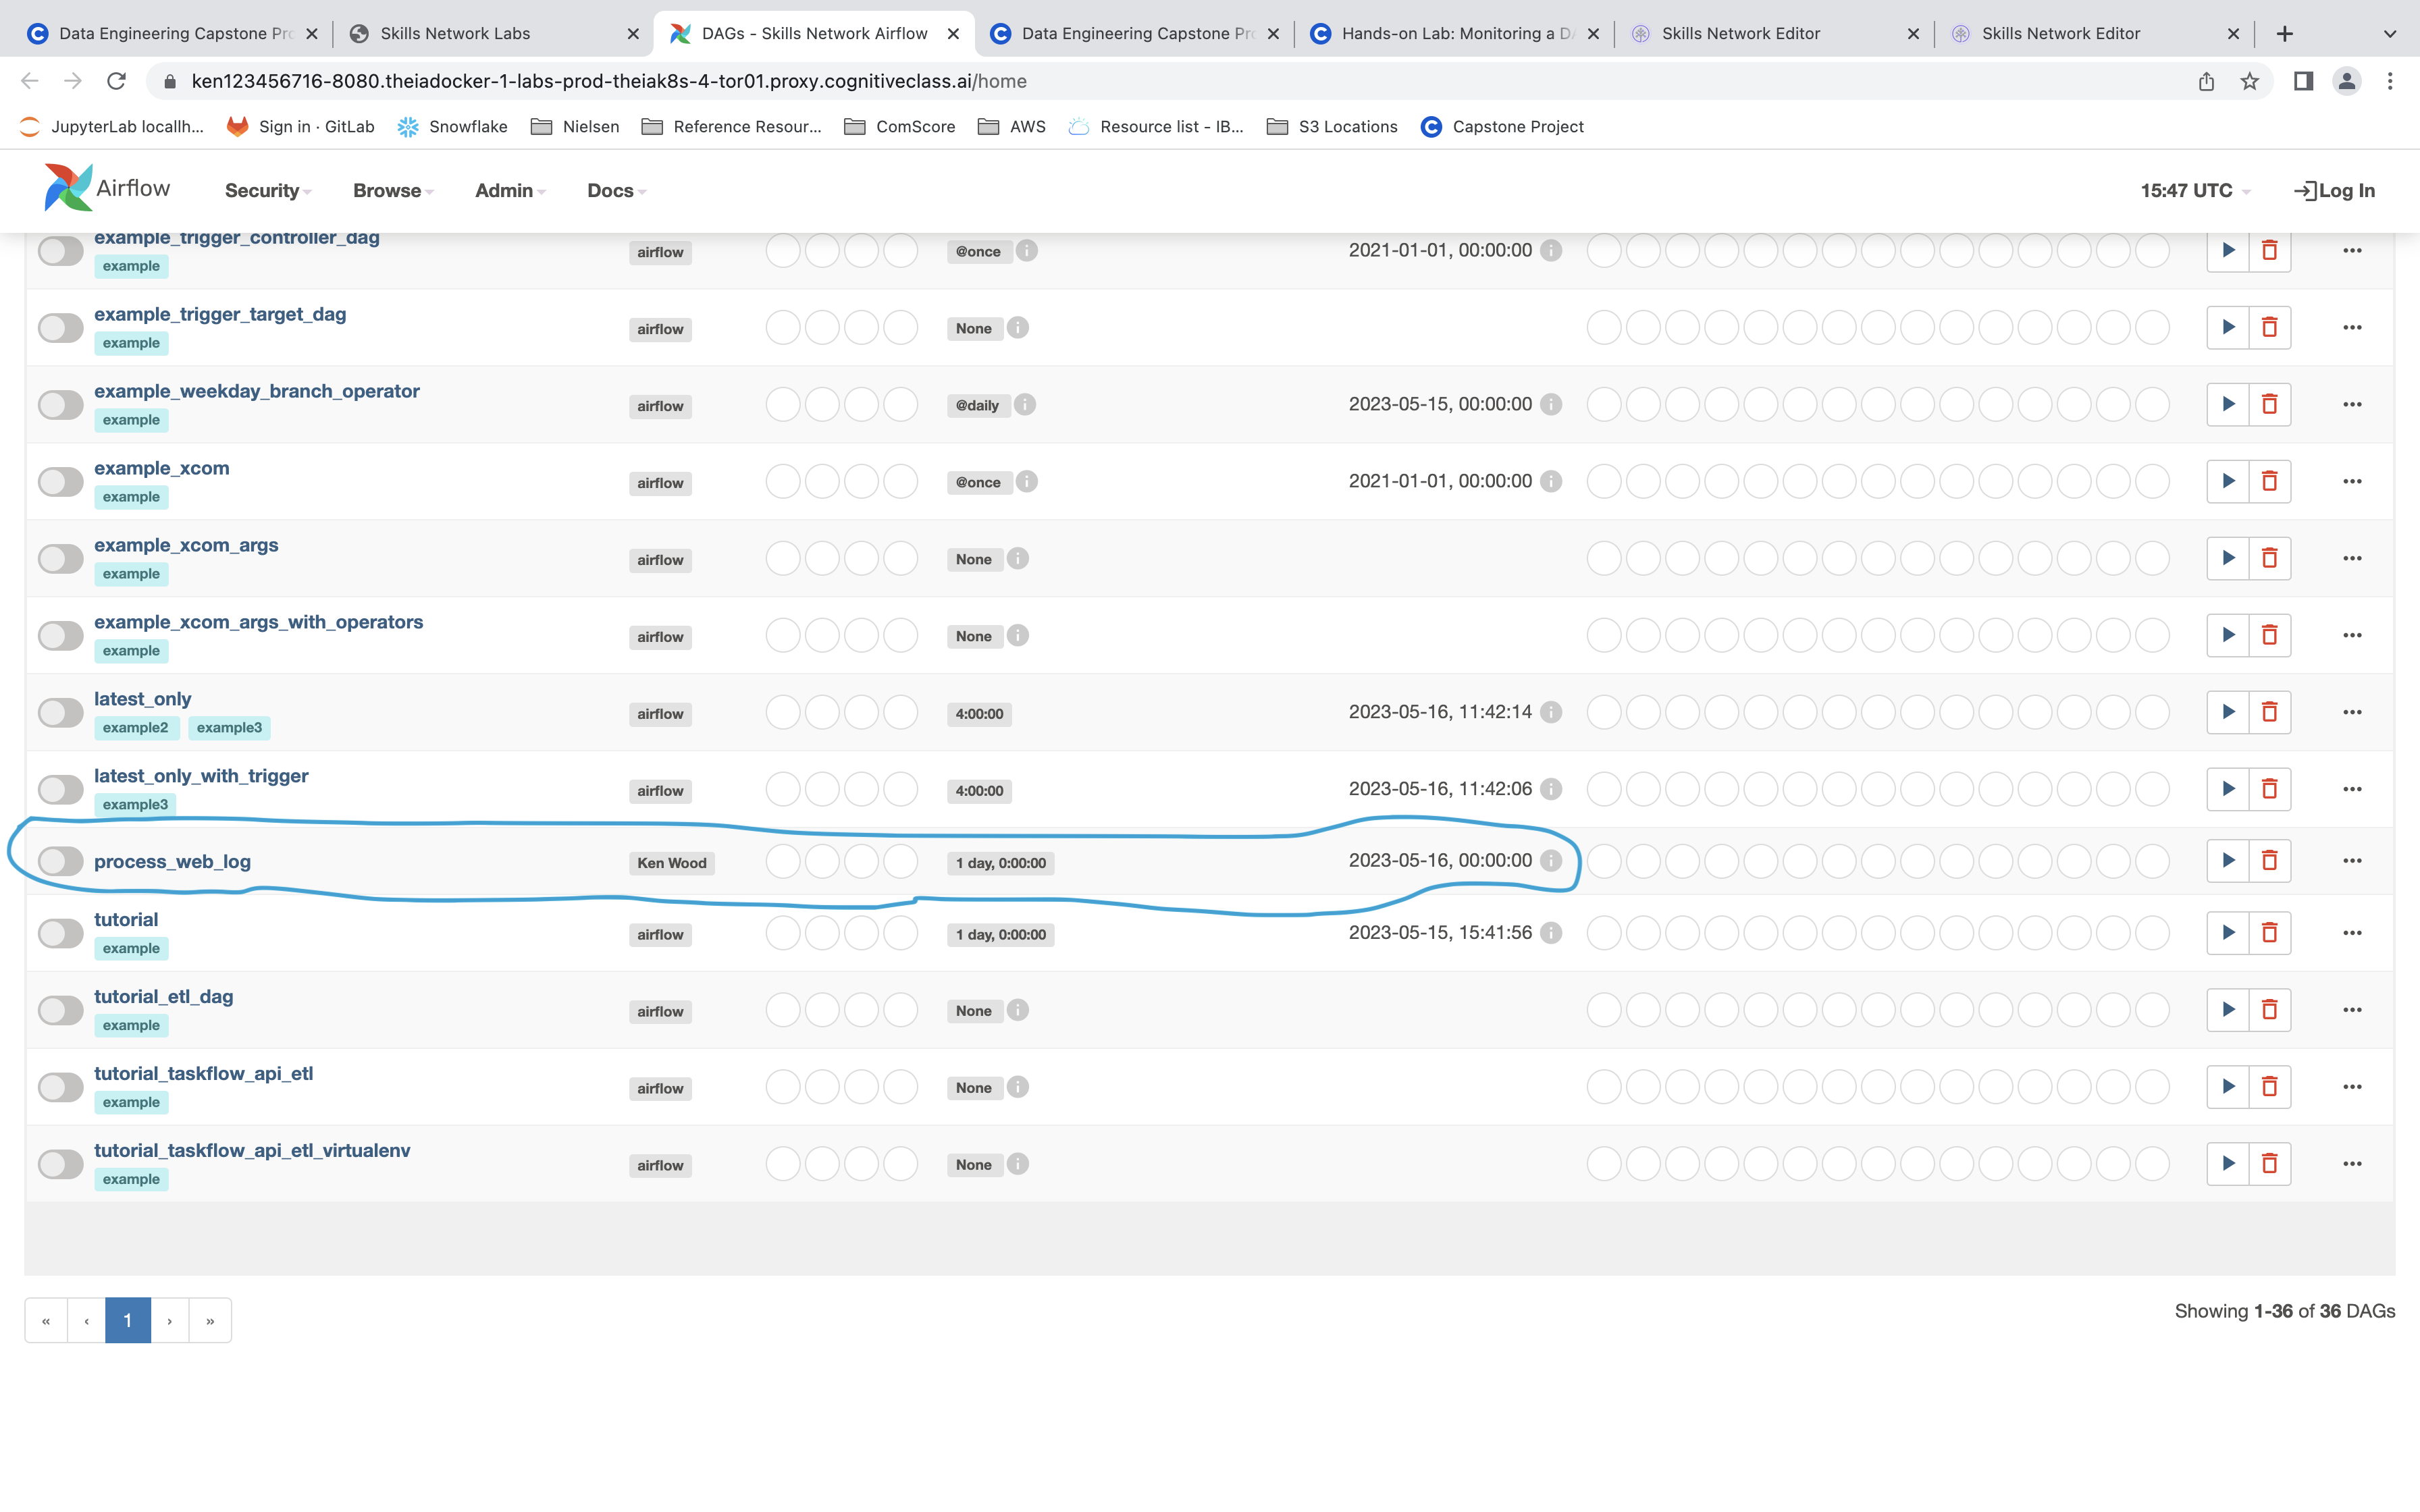 Data Engineering Capstone Pro
Skills Network Labs
DAGs - Skills Network Airflow
Data Engineering Capstone Pro
Hands-on Lab: Monitoring a DA
Skills Network Editor
Skills Network Editor
ken123456716-8080.theiadocker-1-labs-prod-theiak8s-4-tor01.proxy.cognitiveclass.ai/home
JupyterLab locallh...
Sign in · GitLab
Snowflake
Nielsen
Reference Resour...
ComScore
AWS
Resource list - IB...
S3 Locations
Capstone Project
Airflow
Security
Browse
Admin
Docs
15:47 UTC
Log In
example_trigger_controller_dag
example
airflow
@once
2021-01-01, 00:00:00
example_trigger_target_dag
example
airflow
None
example_weekday_branch_operator
example
airflow
@daily
2023-05-15, 00:00:00
example_xcom
example
airflow
@once
2021-01-01, 00:00:00
example_xcom_args
example
airflow
None
example_xcom_args_with_operators
example
airflow
None
latest_only
example2 example3
airflow
4:00:00
2023-05-16, 11:42:14
latest_only_with_trigger
example3
airflow
4:00:00
2023-05-16, 11:42:06
process_web_log
Ken Wood
1 day, 0:00:00
2023-05-16, 00:00:00
tutorial
example
airflow
1 day, 0:00:00
2023-05-15, 15:41:56
tutorial_etl_dag
example
airflow
None
tutorial_taskflow_api_etl
example
airflow
None
tutorial_taskflow_api_etl_virtualenv
example
airflow
None
« ‹ 1 › »
Showing 1-36 of 36 DAGs